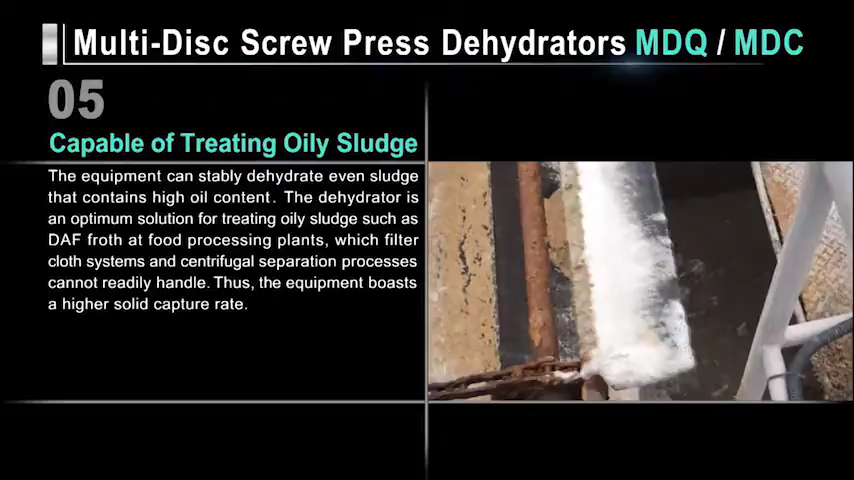 Multi-Disc Screw Press Dehydrators MDQ / MDC
05
Capable of Treating Oily Sludge
The equipment can stably dehydrate even sludge
that contains high oil content. The dehydrator is
an optimum solution for treating oily sludge such as
DAF froth at food processing plants, which filter
cloth systems and centrifugal separation processes
cannot readily handle. Thus, the equipment boasts
a higher solid capture rate.